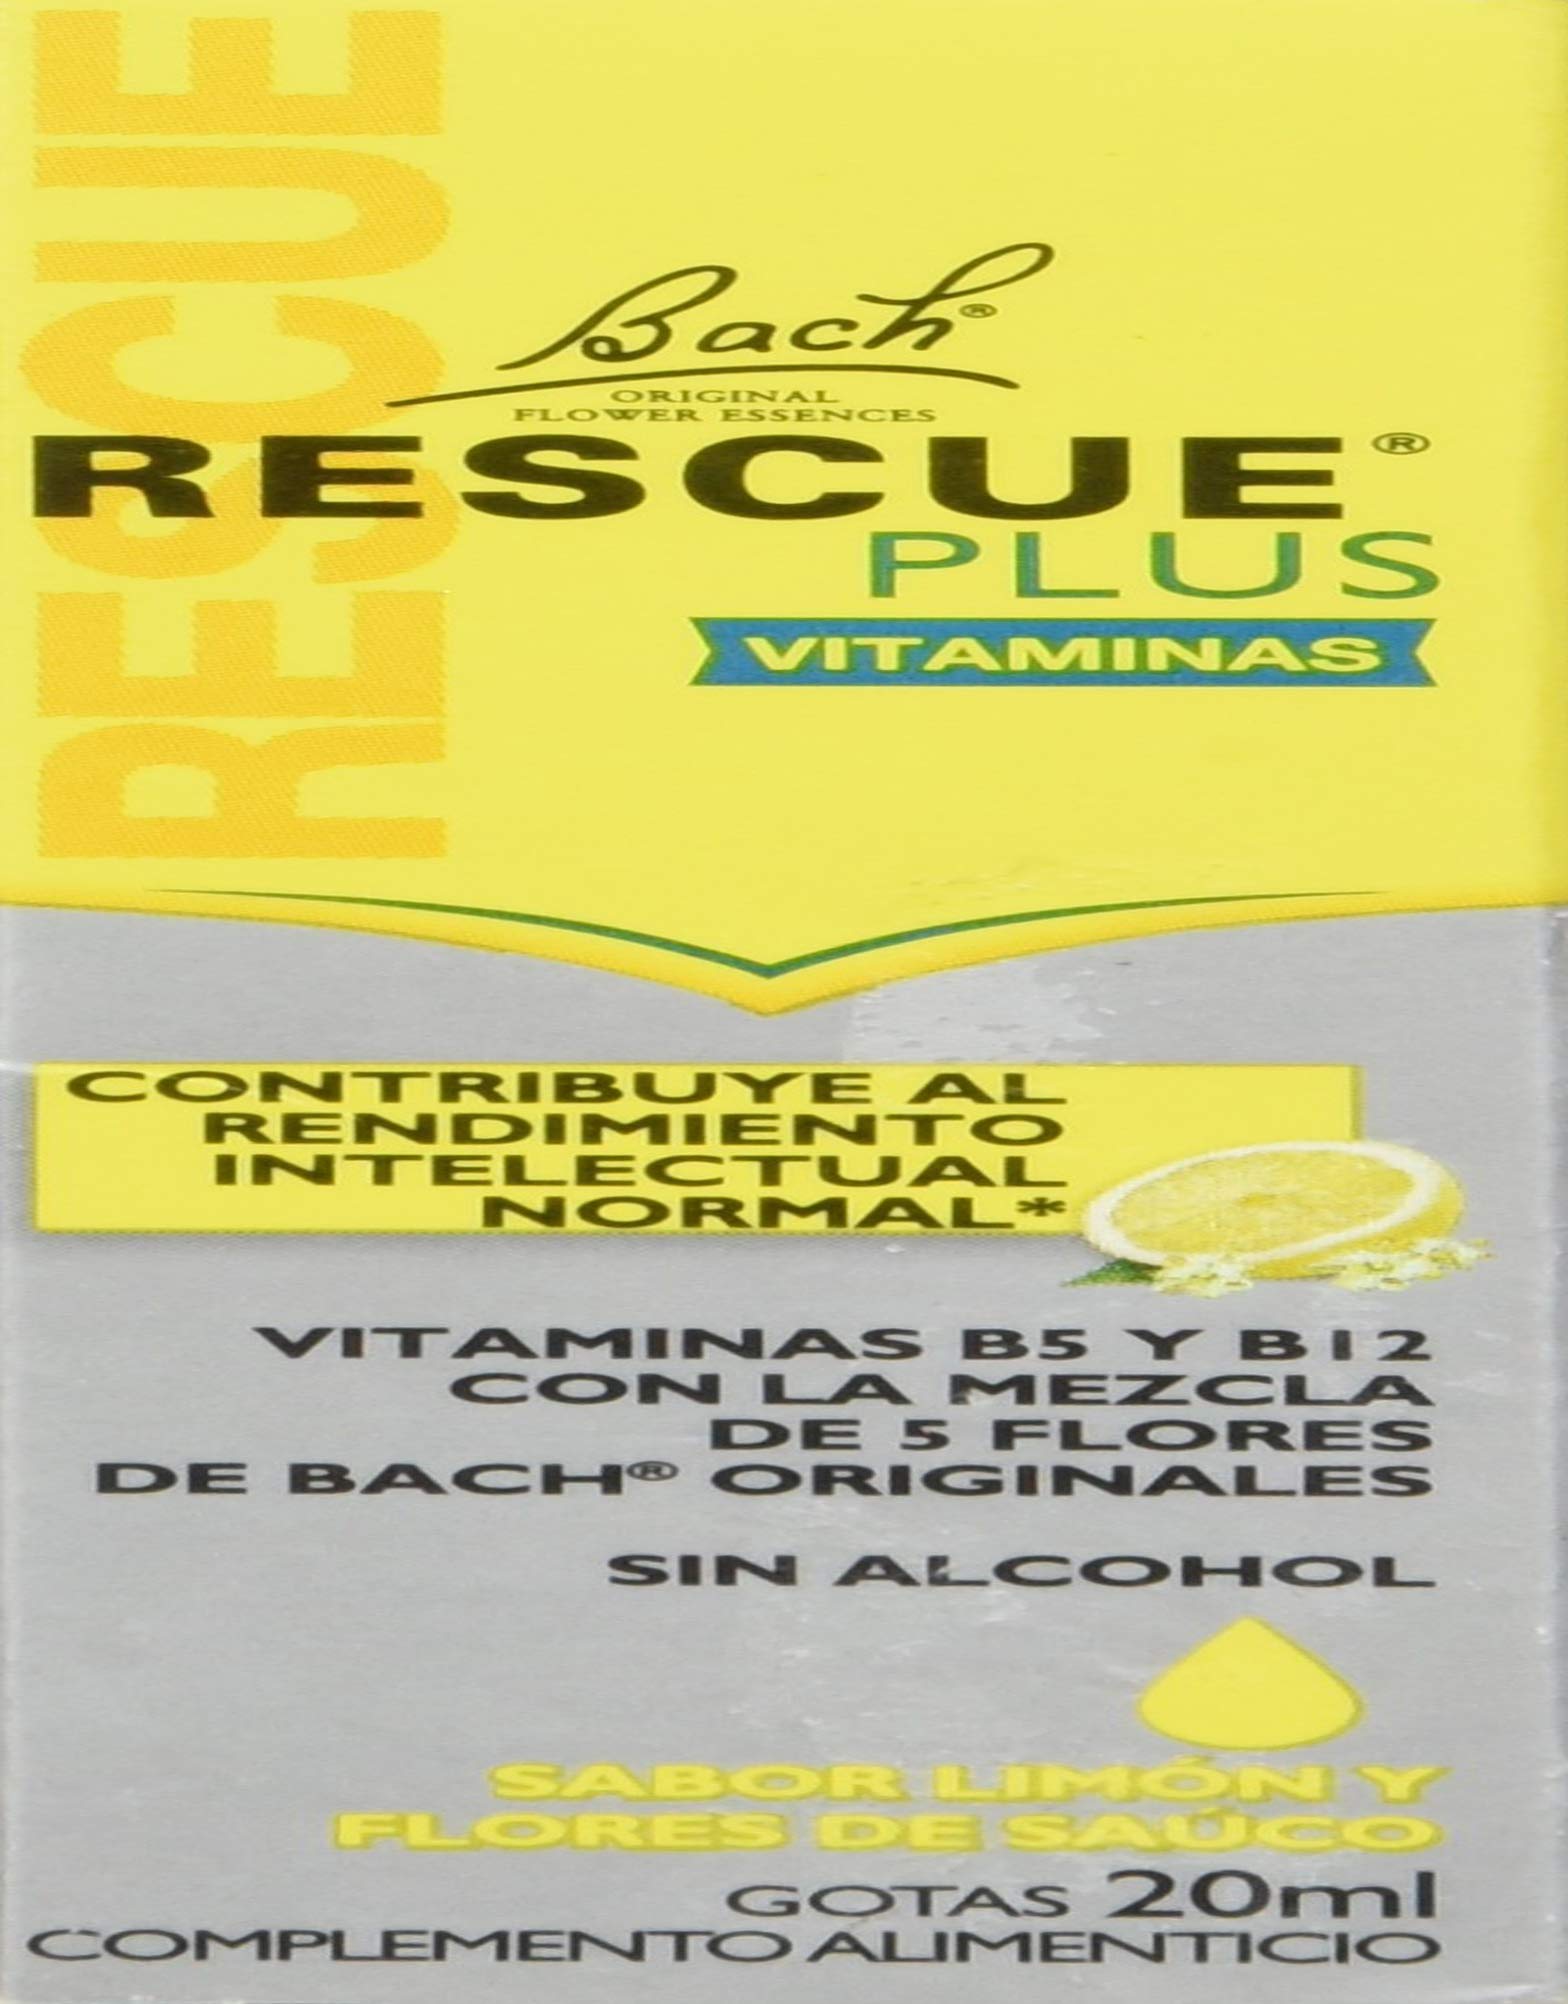 RESCUE
Bach®
ORIGINAL
FLOWER ESSENCES
RESCUE®
PLUS
VITAMINAS
CONTRIBUYE AL
RENDIMIENTO
INTELECTUAL
NORMAL*
VITAMINAS B5 Y B12
CON LA MEZCLA
DE 5 FLORES
DE BACH® ORIGINALES
SIN ALCOHOL
SABOR LIMÓN Y
FLORES DE SAÚCO
GOTAS 20ml
COMPLEMENTO ALIMENTICIO